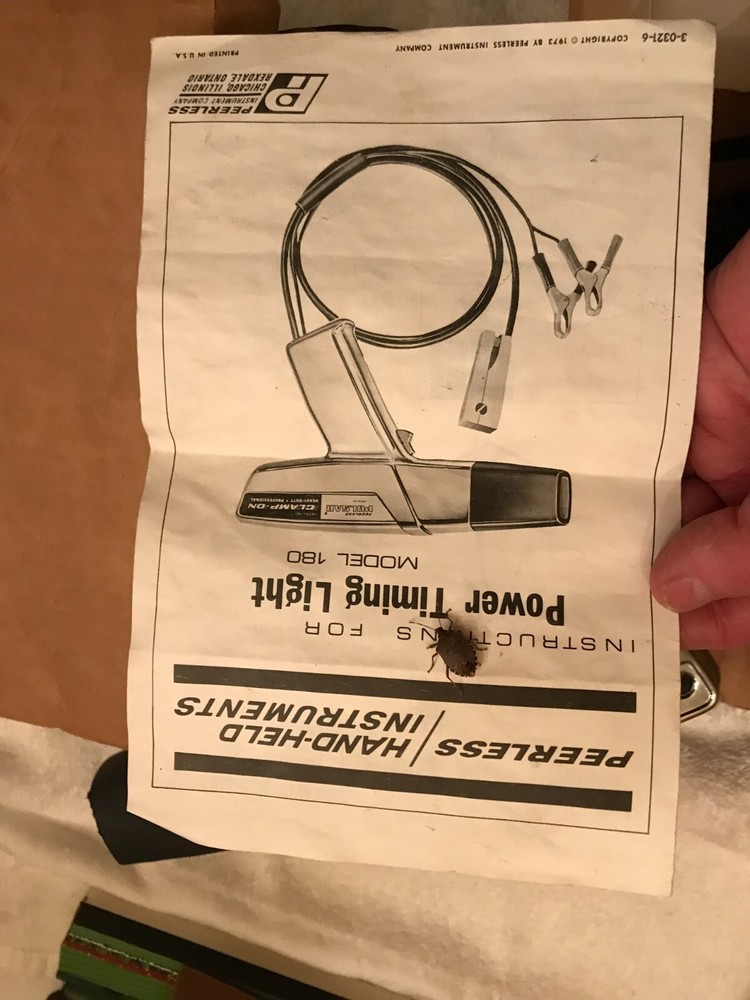 PEERLESS / HAND-HELD
INSTRUMENTS
INSTRUCTIONS FOR
Power Timing Light
MODEL 180
PEERLESS
PULSAR
CLAMP-ON
HEAVY-DUTY • PROFESSIONAL
P
PEERLESS
INSTRUMENT COMPANY
CHICAGO, ILLINOIS
REXDALE, ONTARIO
3-0321-6 COPYRIGHT © 1973 BY PEERLESS INSTRUMENT COMPANY PRINTED IN U.S.A.